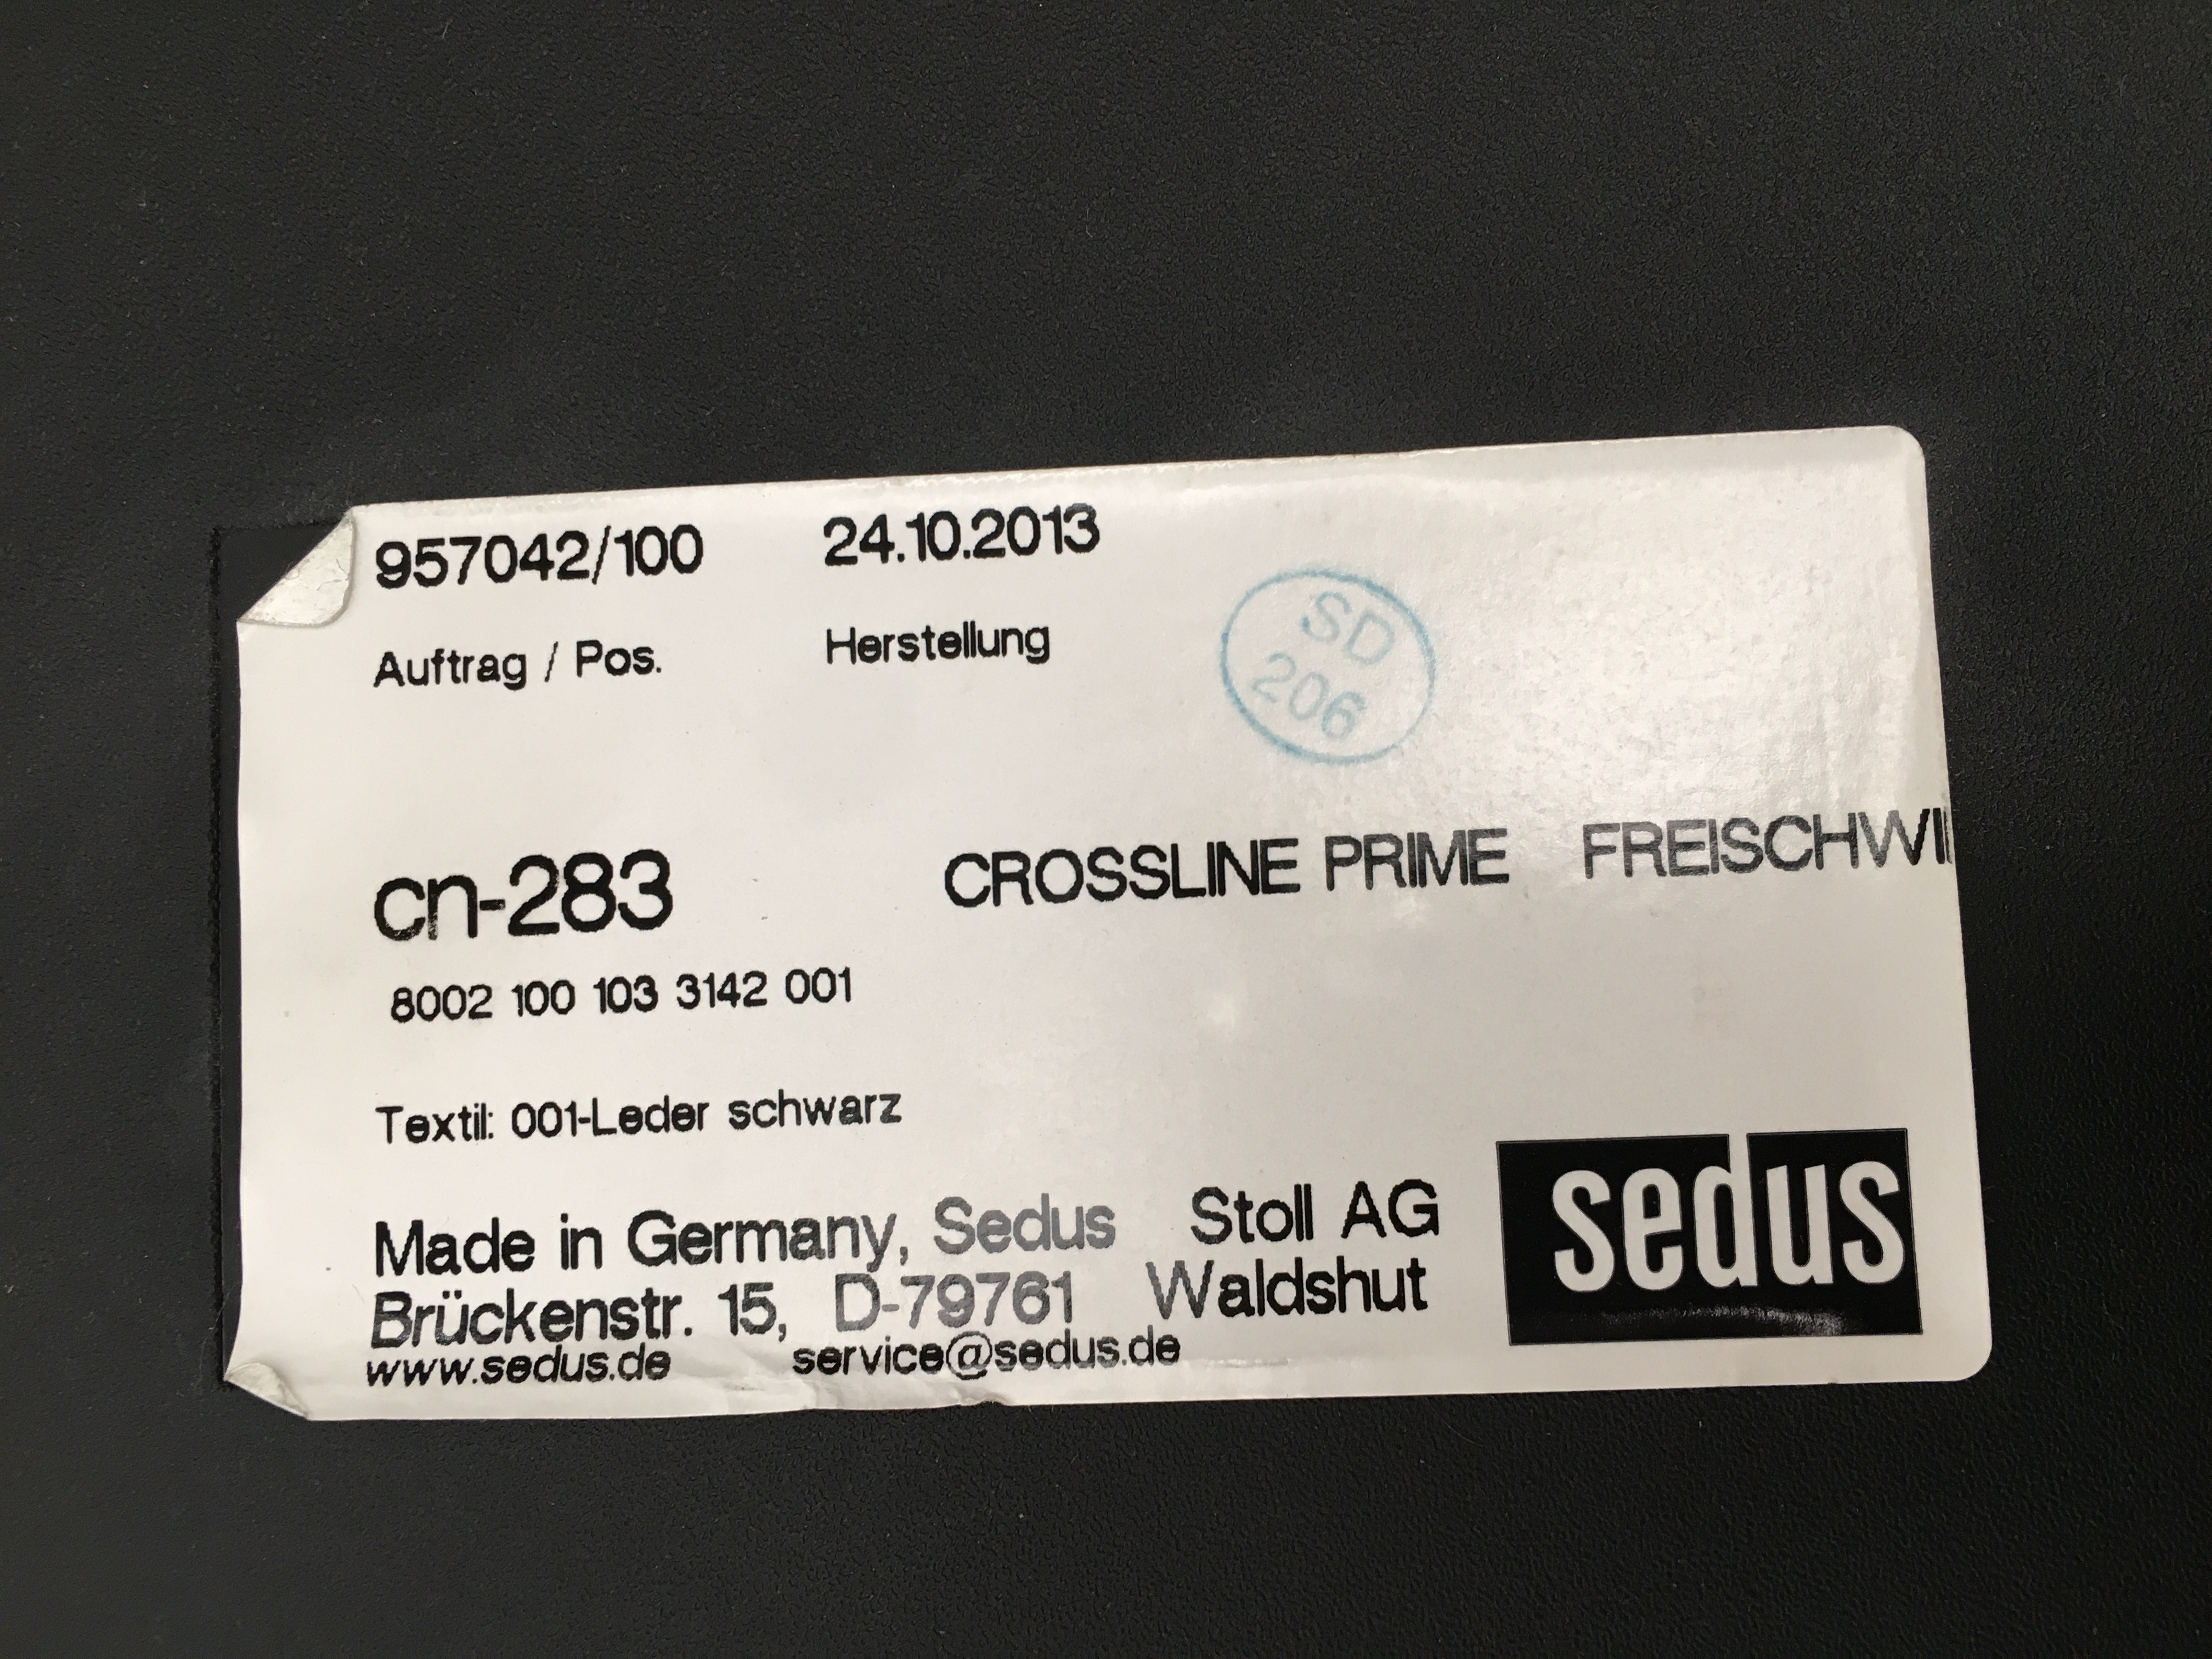 957042/100 24.10.2013
Auftrag / Pos. Herstellung
SD
206
cn-283 CROSSLINE PRIME FREISCHWI
8002 100 103 3142 001
Textil: 001-Leder schwarz
Made in Germany, Sedus Stoll AG
Brückenstr. 15, D-79761 Waldshut
www.sedus.de service@sedus.de
sedus